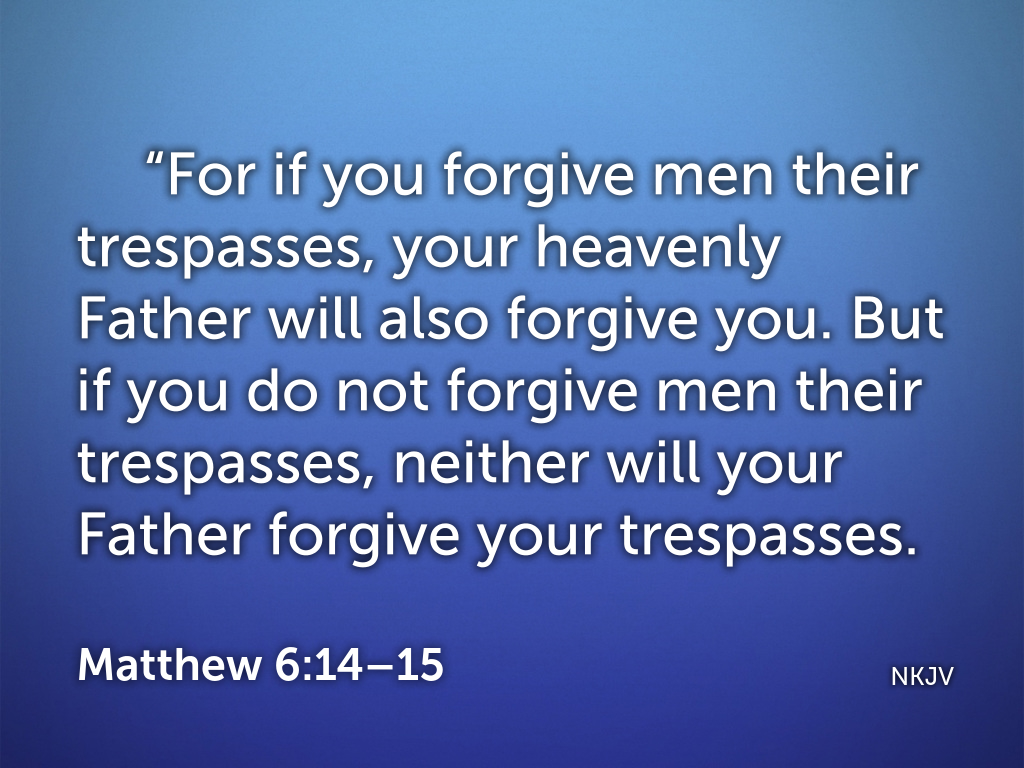 “For if you forgive men their
trespasses, your heavenly
Father will also forgive you. But
if you do not forgive men their
trespasses, neither will your
Father forgive your trespasses.
Matthew 6:14–15
NKJV